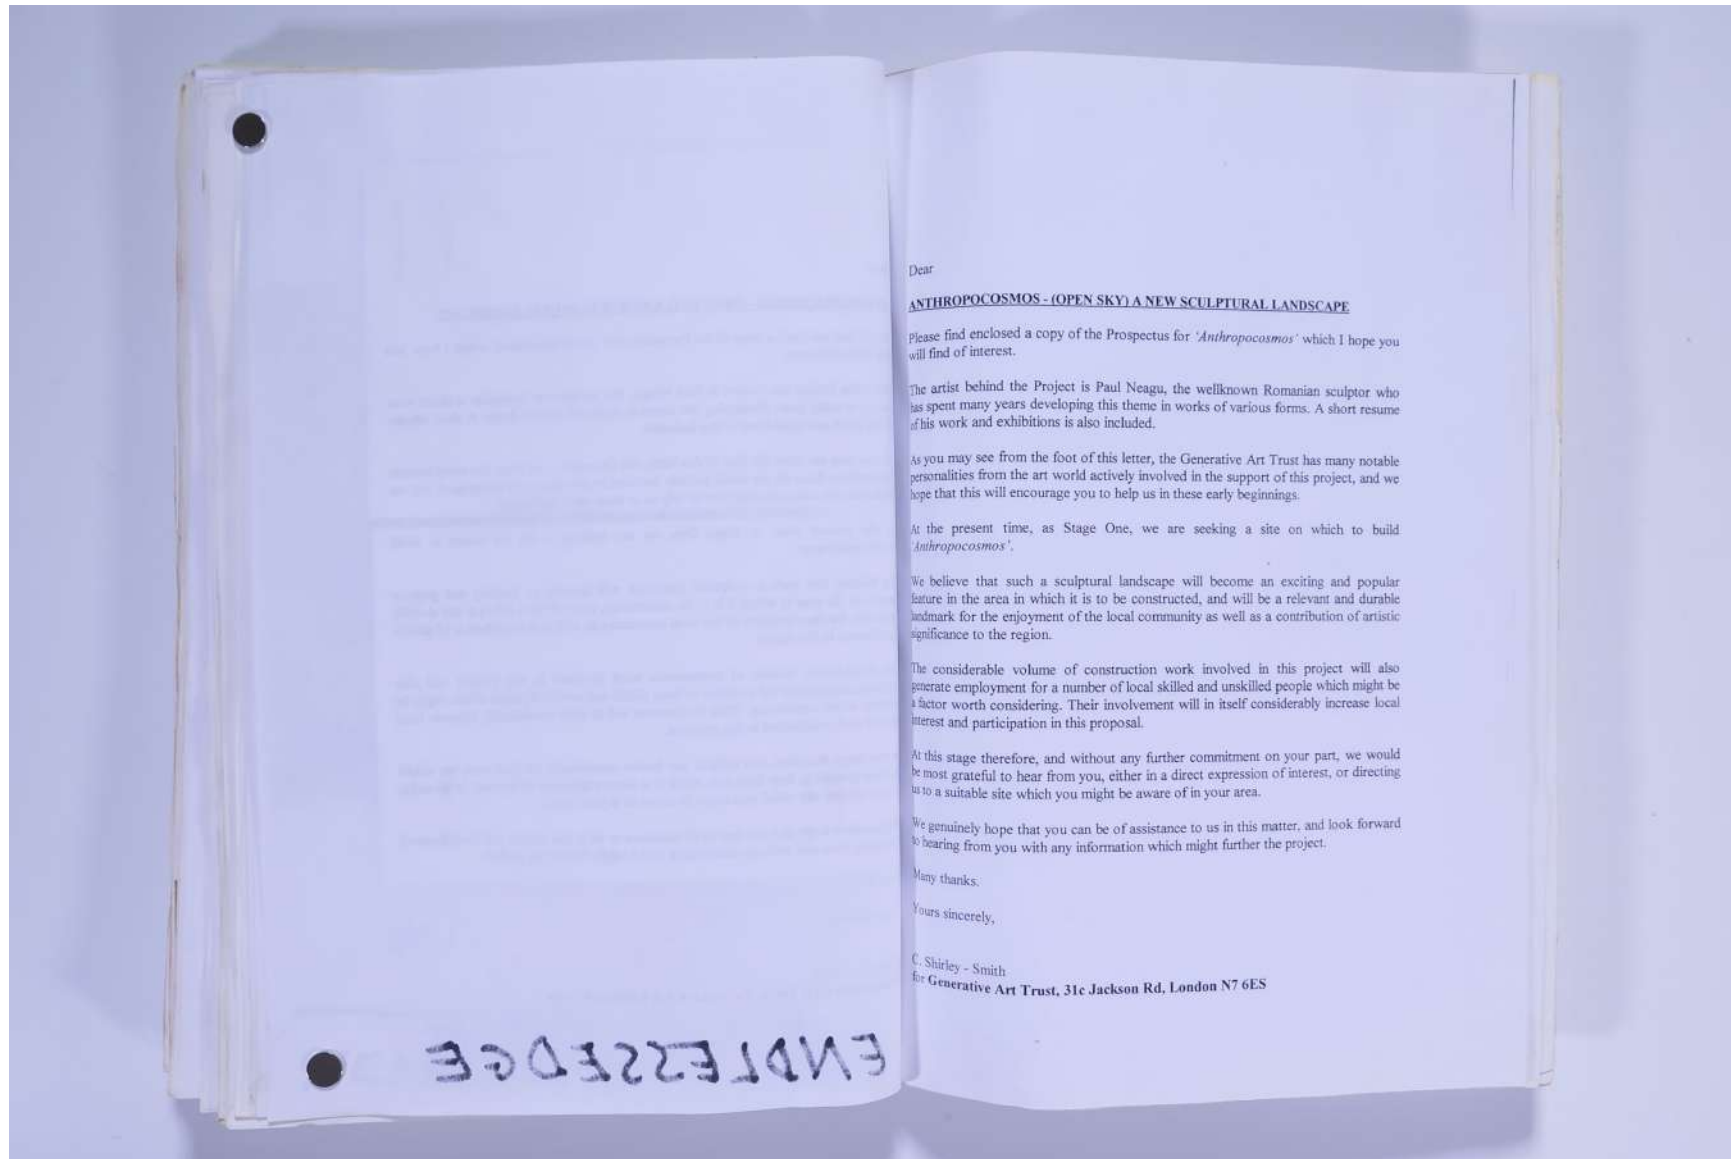 ENDLESSEDGE
Dear
ANTHROPOCOSMOS - (OPEN SKY) A NEW SCULPTURAL LANDSCAPE
Please find enclosed a copy of the Prospectus for 'Anthropocosmos' which I hope you
will find of interest.
The artist behind the Project is Paul Neagu, the wellknown Romanian sculptor who
has spent many years developing this theme in works of various forms. A short resume
of his work and exhibitions is also included.
As you may see from the foot of this letter, the Generative Art Trust has many notable
personalities from the art world actively involved in the support of this project, and we
hope that this will encourage you to help us in these early beginnings.
At the present time, as Stage One, we are seeking a site on which to build
'Anthropocosmos'.
We believe that such a sculptural landscape will become an exciting and popular
feature in the area in which it is to be constructed, and will be a relevant and durable
landmark for the enjoyment of the local community as well as a contribution of artistic
significance to the region.
The considerable volume of construction work involved in this project will also
generate employment for a number of local skilled and unskilled people which might be
a factor worth considering. Their involvement will in itself considerably increase local
interest and participation in this proposal.
At this stage therefore, and without any further commitment on your part, we would
be most grateful to hear from you, either in a direct expression of interest, or directing
us to a suitable site which you might be aware of in your area.
We genuinely hope that you can be of assistance to us in this matter, and look forward
to hearing from you with any information which might further the project.
Many thanks.
Yours sincerely,
C. Shirley - Smith
for Generative Art Trust, 31c Jackson Rd, London N7 6ES